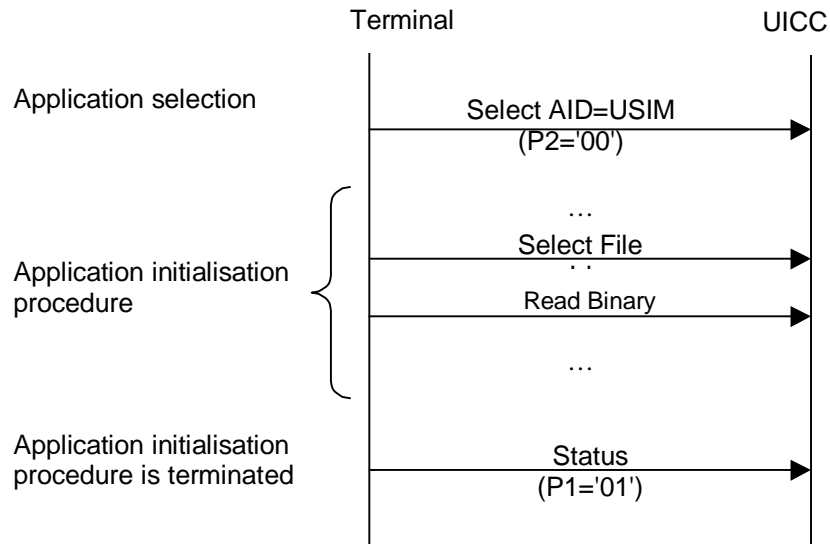 Terminal UICC
Application selection
Select AID=USIM
(P2='00')
...
Select File
. .
Application initialisation
procedure
Read Binary
...
Application initialisation
procedure is terminated
Status
(P1='01')